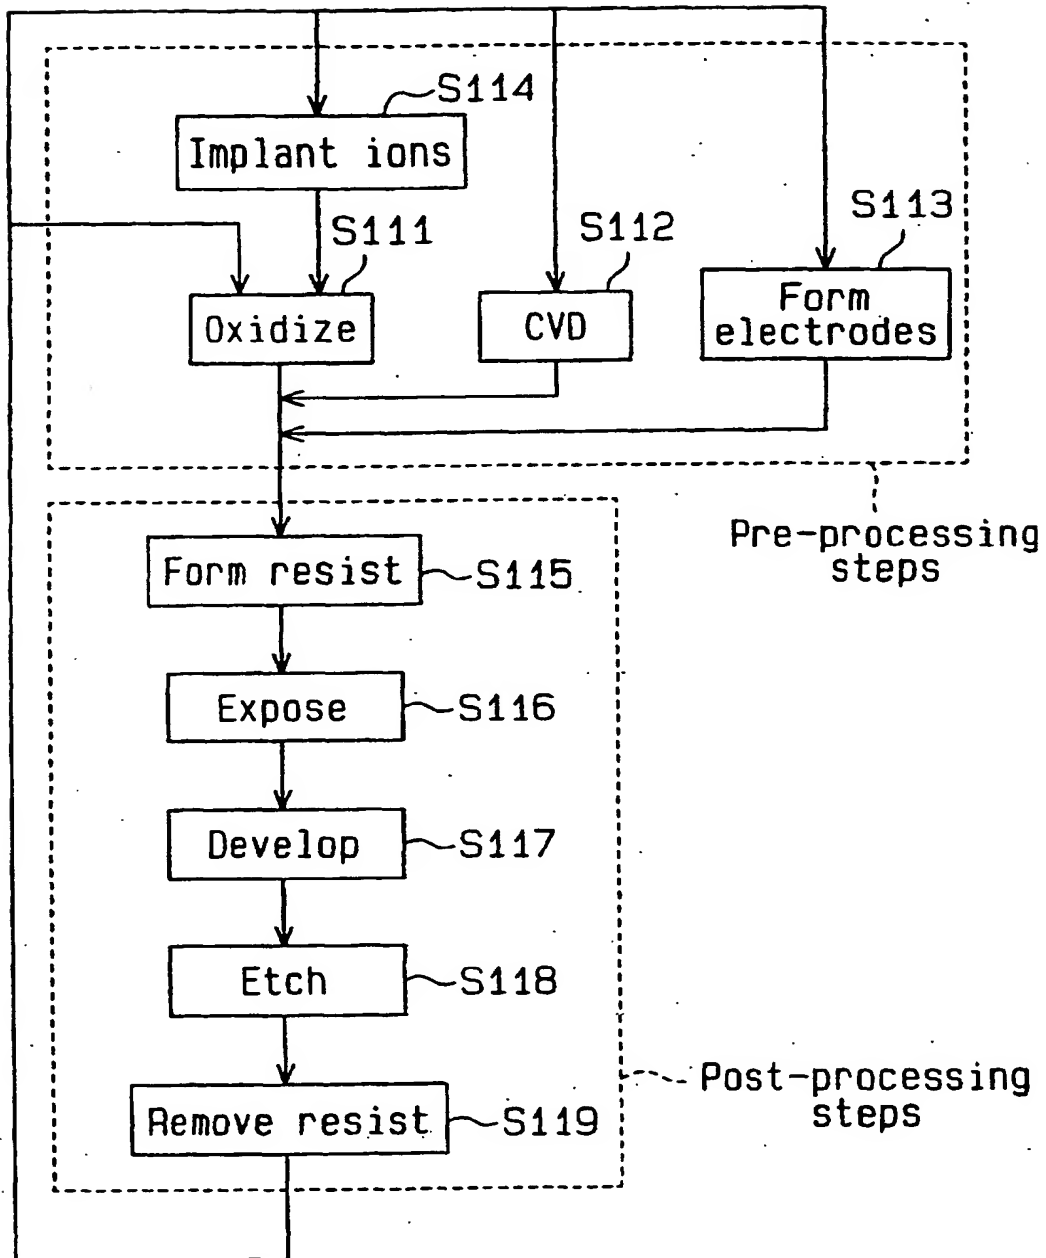 S114
Implant ions
S111
S112
S113
Oxidize
CVD
Form
electrodes
Pre-processing
steps
Form resist
S115
Expose
S116
Develop
S117
Etch
S118
Post-processing
steps
Remove resist
S119